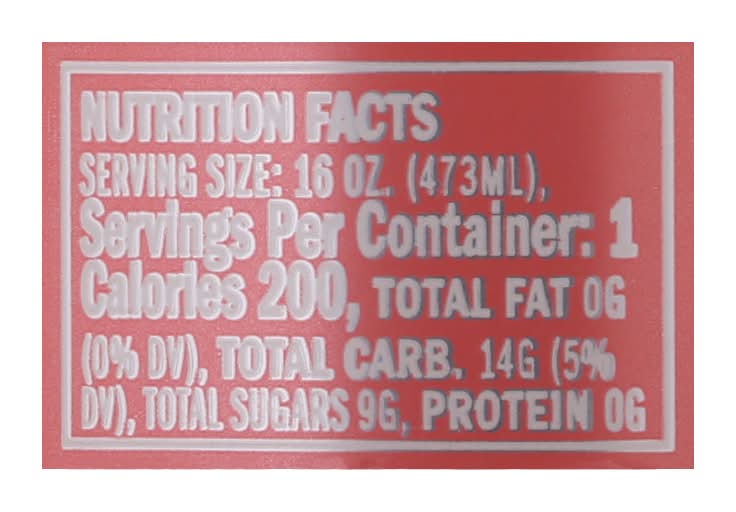 NUTRITION FACTS
SERVING SIZE: 16 OZ. (473ML),
Servings Per Container: 1
Calories 200, TOTAL FAT 0G
(0% DV), TOTAL CARB. 14G (5%
DV), TOTAL SUGARS 9G, PROTEIN 0G